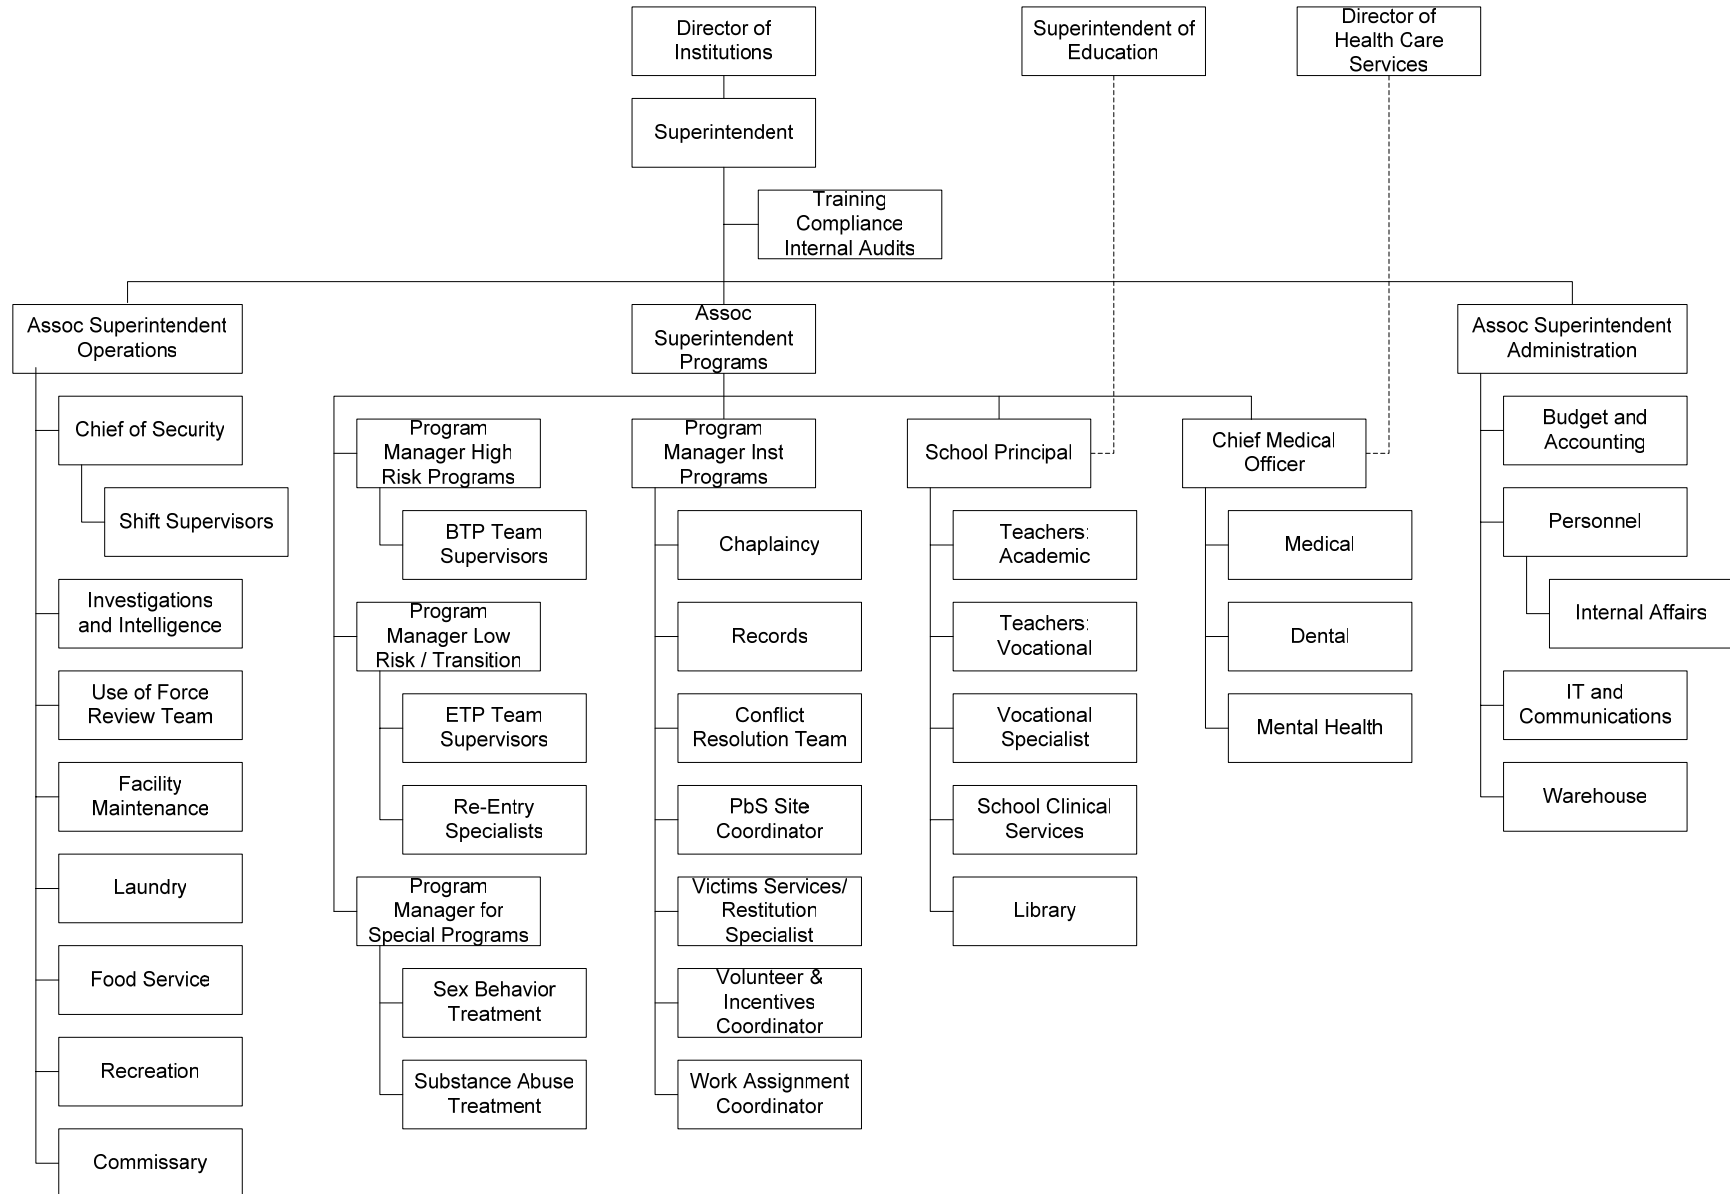 Director of
Institutions
Superintendent of
Education
Director of
Health Care
Services
Superintendent
Training
Compliance
Internal Audits
Assoc Superintendent
Operations
Assoc
Superintendent
Programs
Assoc Superintendent
Administration
Chief of Security
Shift Supervisors
Investigations
and Intelligence
Use of Force
Review Team
Facility
Maintenance
Laundry
Food Service
Recreation
Commissary
Program
Manager High
Risk Programs
BTP Team
Supervisors
Program
Manager Low
Risk / Transition
ETP Team
Supervisors
Re-Entry
Specialists
Program
Manager for
Special Programs
Sex Behavior
Treatment
Substance Abuse
Treatment
Program
Manager Inst
Programs
Chaplaincy
Records
Conflict
Resolution Team
PbS Site
Coordinator
Victims Services/
Restitution
Specialist
Volunteer &
Incentives
Coordinator
Work Assignment
Coordinator
School Principal
Teachers:
Academic
Teachers:
Vocational
Vocational
Specialist
School Clinical
Services
Library
Chief Medical
Officer
Medical
Dental
Mental Health
Budget and
Accounting
Personnel
Internal Affairs
IT and
Communications
Warehouse